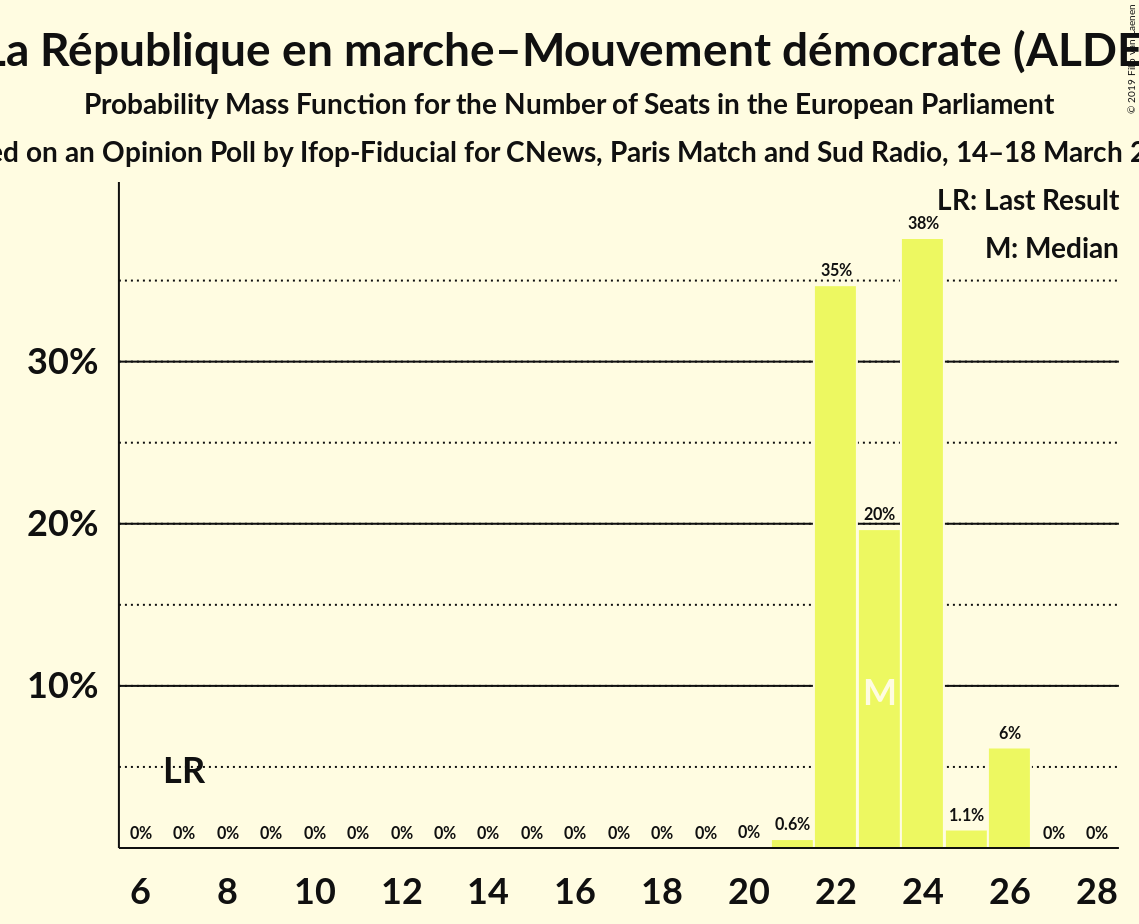 La République en marche–Mouvement démocrate (ALDE
Probability Mass Function for the Number of Seats in the European Parliament
ed on an Opinion Poll by Ifop-Fiducial for CNews, Paris Match and Sud Radio, 14–18 March 2
LR: Last Result
M: Median
38%
35%
30%
20%
20%
10%
M
LR
6%
0% 0% 0% 0% 0% 0% 0% 0% 0% 0% 0% 0% 0% 0% 0% 0.6% 1.1% 0% 0%
6 8 10 12 14 16 18 20 22 24 26 28
© 2019